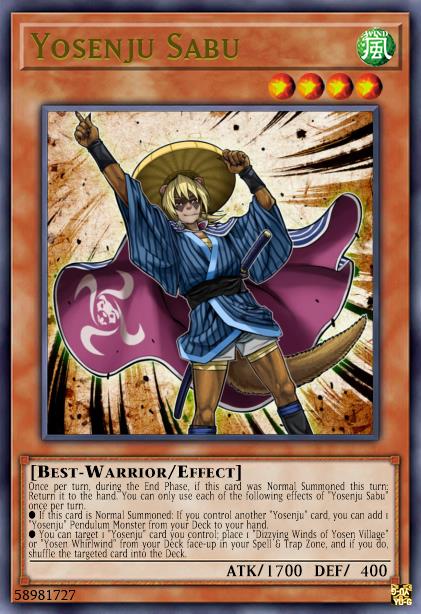 Yosenju Sabu
WIND
風
[Best-Warrior/Effect]
Once per turn, during the End Phase, if this card was Normal Summoned this turn:
Return it to the hand. You can only use each of the following effects of "Yosenju Sabu"
once per turn.
● If this card is Normal Summoned: If you control another "Yosenju" card, you can add 1
"Yosenju" Pendulum Monster from your Deck to your hand.
● You can target 1 "Yosenju" card you control; place 1 "Dizzying Winds of Yosen Village"
or "Yosen Whirlwind" from your Deck face-up in your Spell & Trap Zone, and if you do,
shuffle the targeted card into the Deck.
ATK/1700 DEF/ 400
58981727